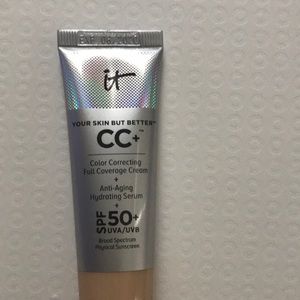 it
YOUR SKIN BUT BETTER™
CC+™
Color Correcting
Full Coverage Cream
+
Anti-Aging
Hydrating Serum
+
SPF 50+
UVA/UVB
Broad Spectrum
Physical Sunscreen